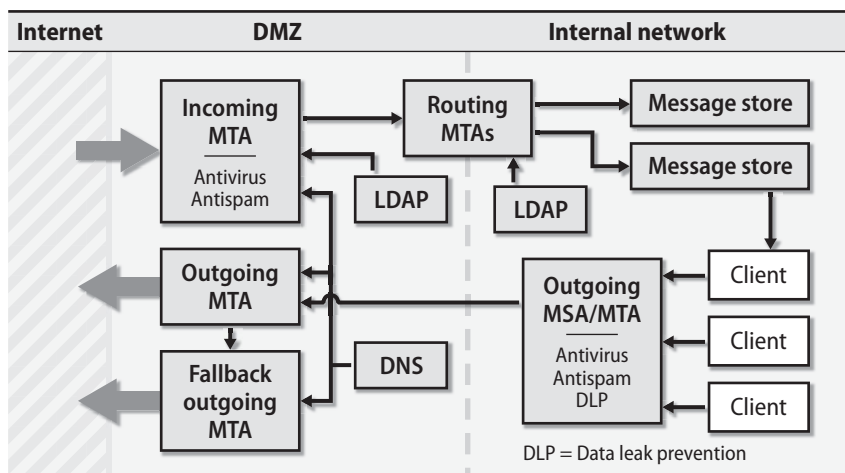 Internet
DMZ
Internal network
Incoming
MTA
Antivirus
Antispam
Routing
MTAs
Message store
Message store
LDAP
LDAP
Outgoing
MTA
Outgoing
MSA/MTA
Antivirus
Antispam
DLP
Client
Client
Client
Fallback
outgoing
MTA
DNS
DLP = Data leak prevention